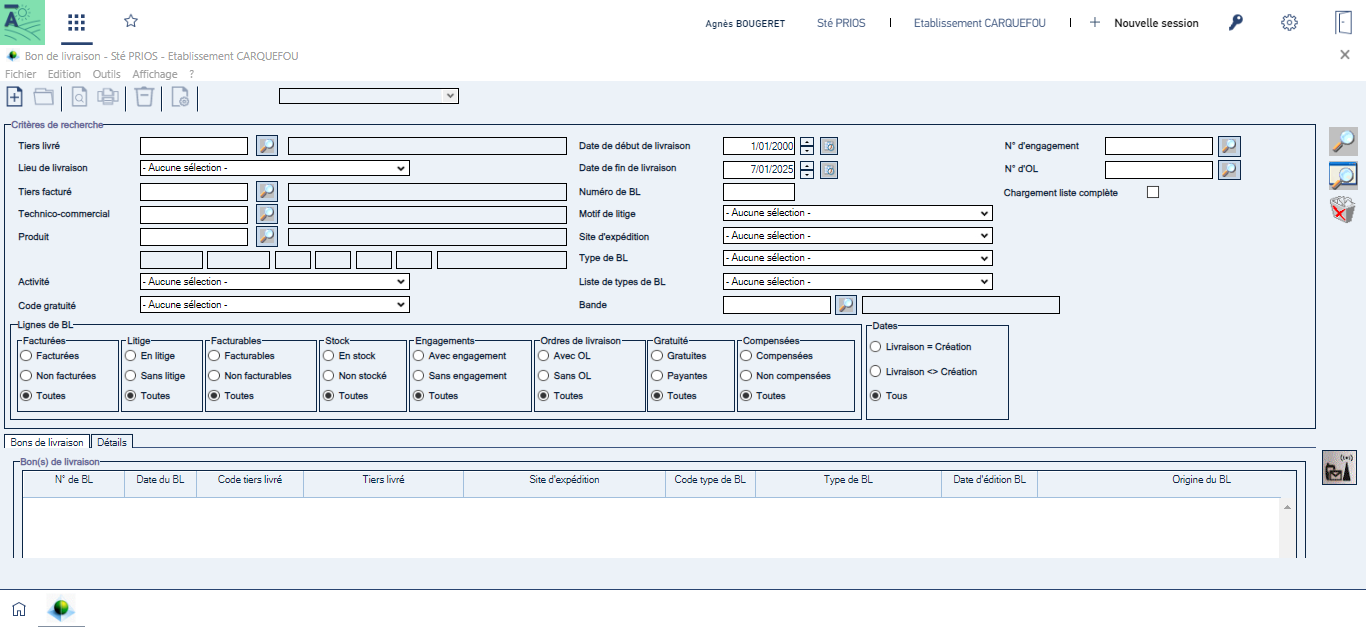 Agnès BOUGERET
Sté PRIOS
Etablissement CARQUEFOU
Nouvelle session
Bon de livraison - Sté PRIOS - Etablissement CARQUEFOU
Fichier Edition Outils Affichage ?
Critères de recherche
Tiers livré
Date de début de livraison 1/01/2000
N° d'engagement
Lieu de livraison - Aucune sélection -
Date de fin de livraison 7/01/2025
N° d'OL
Tiers facturé
Numéro de BL
Chargement liste complète
Technico-commercial
Motif de litige - Aucune sélection -
Produit
Site d'expédition - Aucune sélection -
Type de BL - Aucune sélection -
Activité - Aucune sélection -
Liste de types de BL - Aucune sélection -
Code gratuité - Aucune sélection -
Bande
Lignes de BL
Facturées
Facturées
Non facturées
Toutes
Litige
En litige
Sans litige
Toutes
Facturables
Facturables
Non facturables
Toutes
Stock
En stock
Non stocké
Toutes
Engagements
Avec engagement
Sans engagement
Toutes
Ordres de livraison
Avec OL
Sans OL
Toutes
Gratuité
Gratuites
Payantes
Toutes
Compensées
Compensées
Non compensées
Toutes
Dates
Livraison = Création
Livraison <> Création
Tous
Bons de livraison Détails
Bon(s) de livraison
N° de BL Date du BL Code tiers livré Tiers livré Site d'expédition Code type de BL Type de BL Date d'édition BL Origine du BL